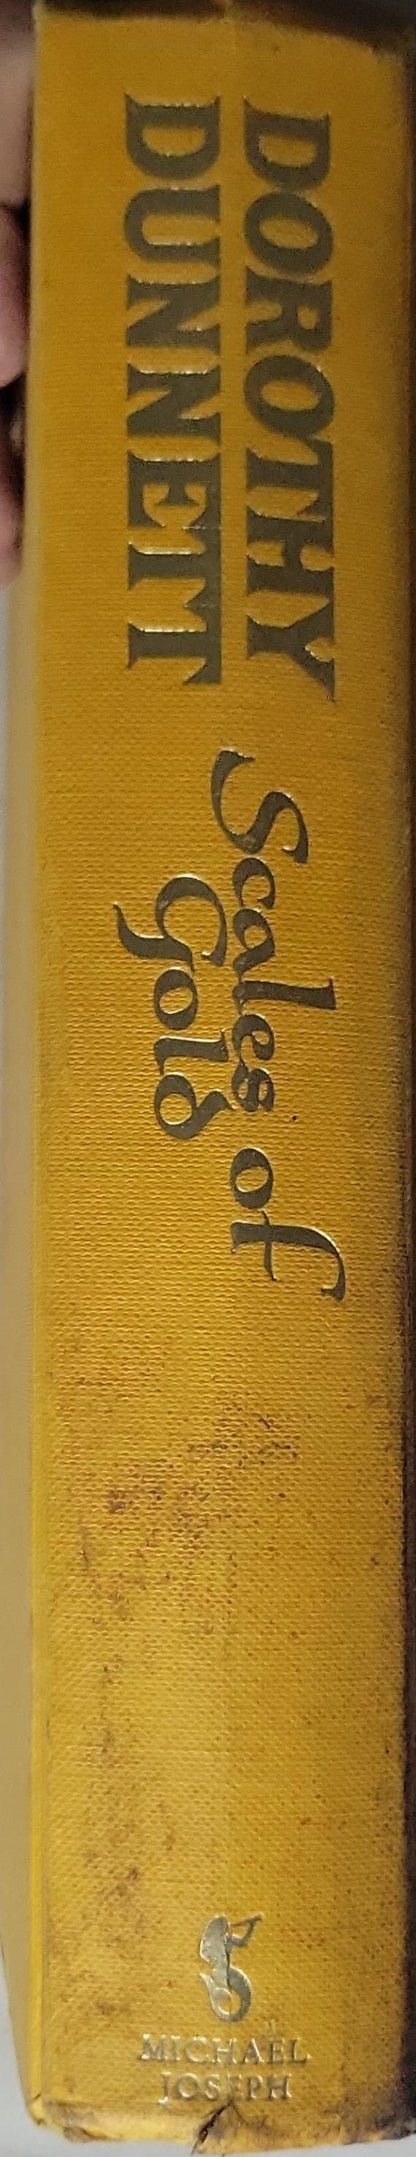 DOROTHY
DUNNETT
Scales of
Gold
MICHAEL
JOSEPH